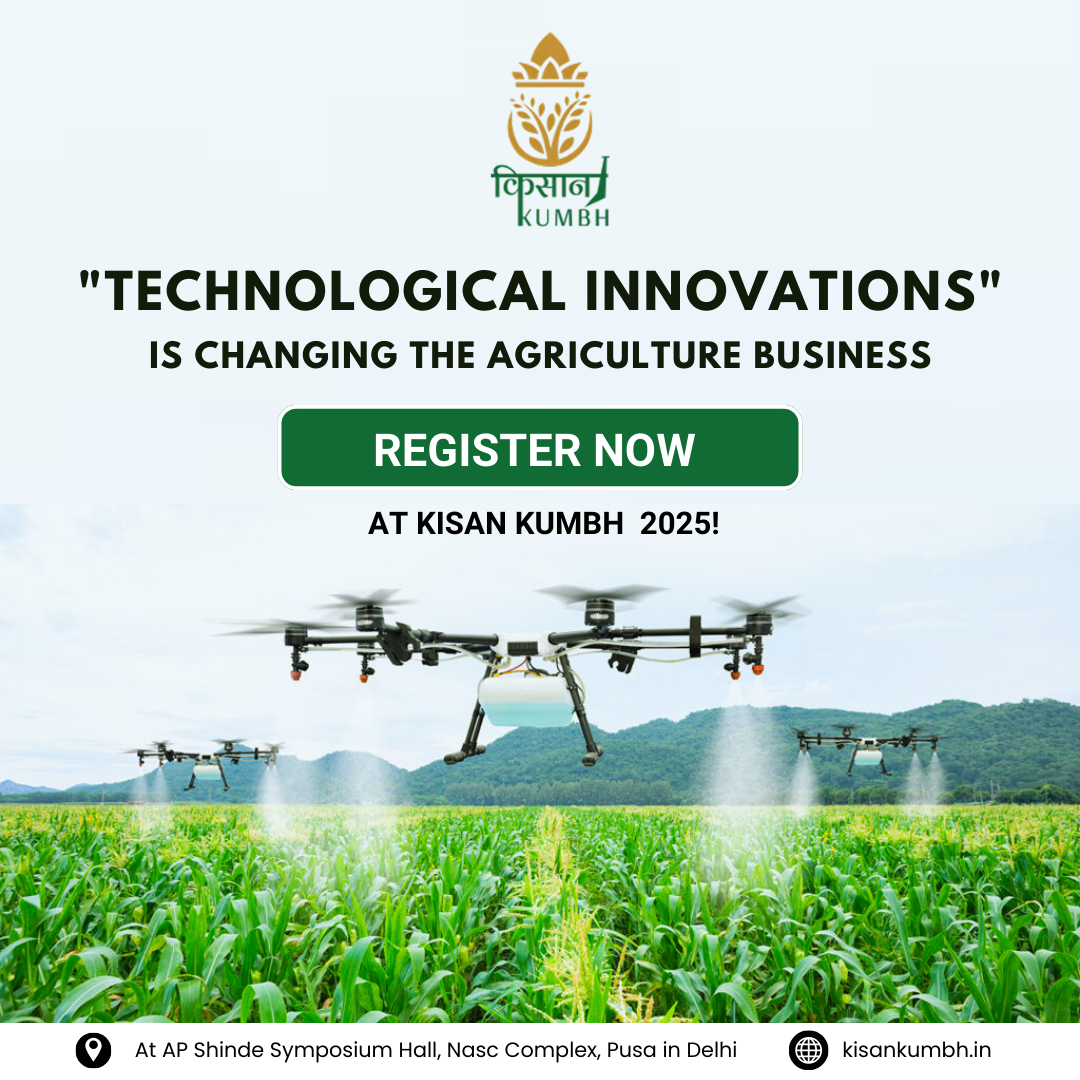 किसान
KUMBH
"TECHNOLOGICAL INNOVATIONS"
IS CHANGING THE AGRICULTURE BUSINESS
REGISTER NOW
AT KISAN KUMBH 2025!
At AP Shinde Symposium Hall, Nasc Complex, Pusa in Delhi
kisankumbh.in